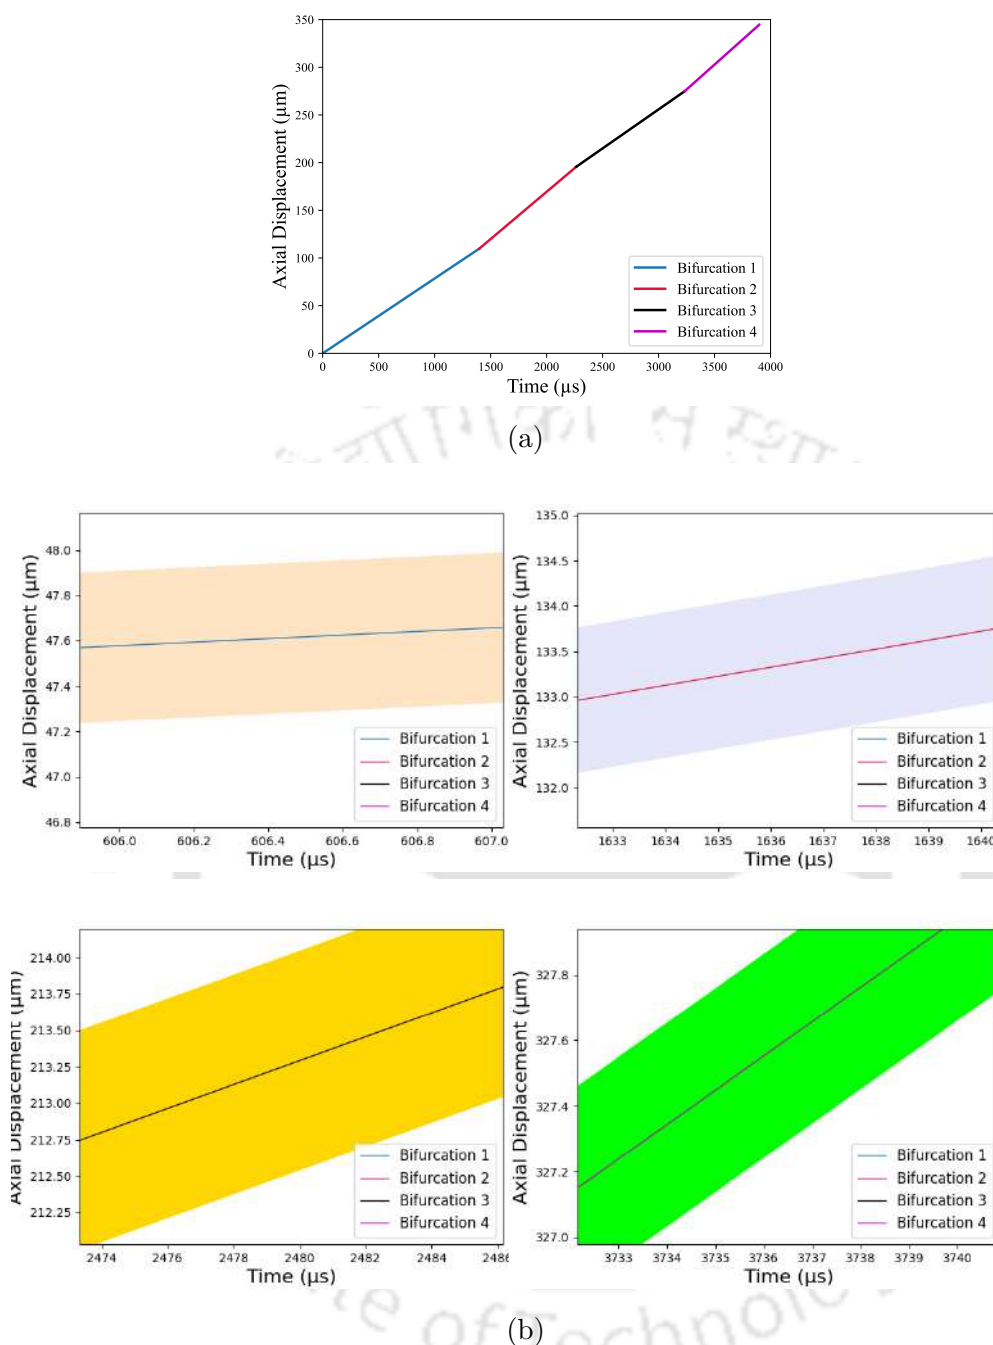 350
300
250
200
150
100
50
0
Axial Displacement (µm)
Bifurcation 1
Bifurcation 2
Bifurcation 3
Bifurcation 4
0 500 1000 1500 2000 2500 3000 3500 4000
Time (µs)
(a)
48.0
47.8
47.6
47.4
47.2
47.0
46.8
Axial Displacement (µm)
Bifurcation 1
Bifurcation 2
Bifurcation 3
Bifurcation 4
606.0 606.2 606.4 606.6 606.8 607.0
Time (µs)
135.0
134.5
134.0
133.5
133.0
132.5
132.0
Axial Displacement (µm)
Bifurcation 1
Bifurcation 2
Bifurcation 3
Bifurcation 4
1633 1634 1635 1636 1637 1638 1639 1640
Time (µs)
214.00
213.75
213.50
213.25
213.00
212.75
212.50
212.25
Axial Displacement (µm)
Bifurcation 1
Bifurcation 2
Bifurcation 3
Bifurcation 4
2474 2476 2478 2480 2482 2484 2486
Time (µs)
327.8
327.6
327.4
327.2
327.0
Axial Displacement (µm)
Bifurcation 1
Bifurcation 2
Bifurcation 3
Bifurcation 4
3733 3734 3735 3736 3737 3738 3739 3740
Time (µs)
of Technolo
(b)